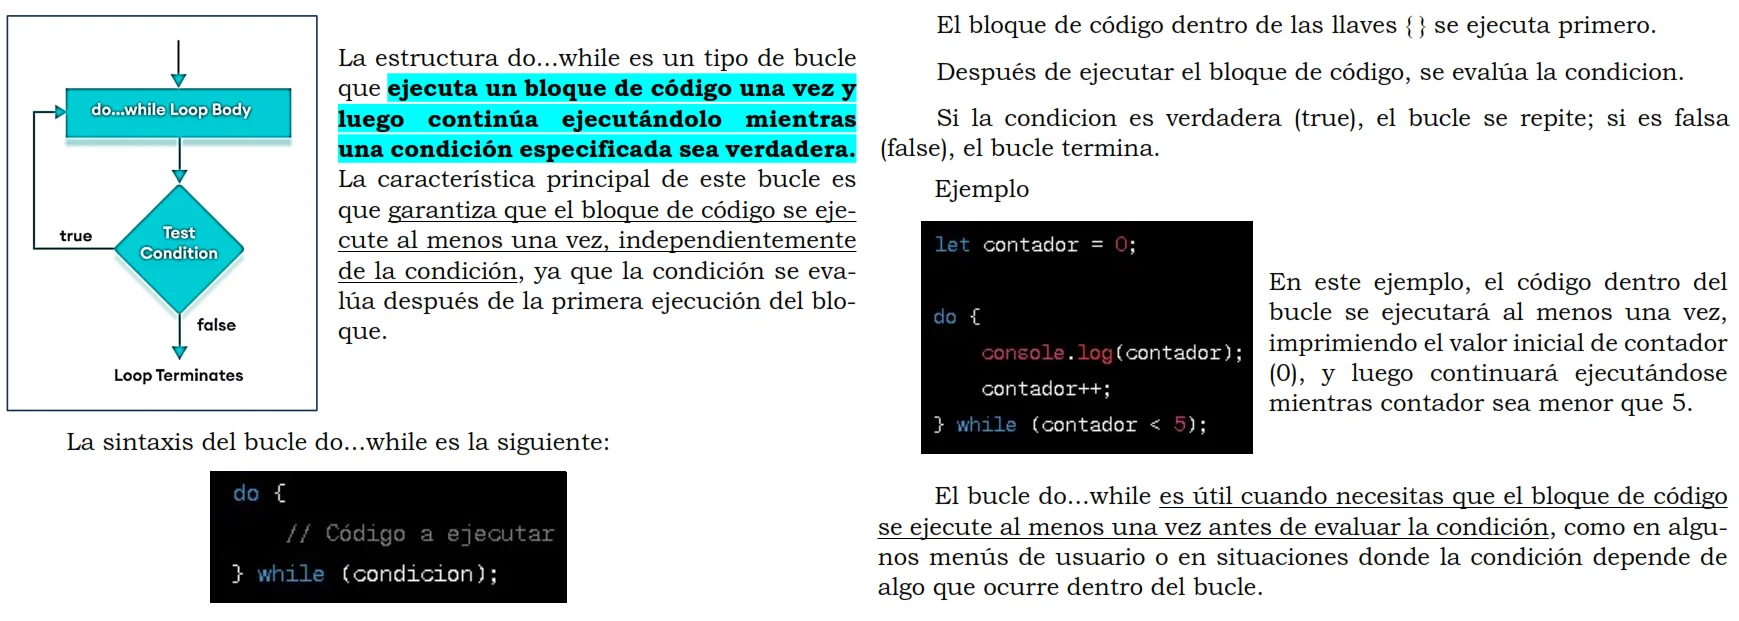 do...while Loop Body
true
Test
Condition
false
Loop Terminates
La estructura do...while es un tipo de bucle
que ejecuta un bloque de código una vez y
luego continúa ejecutándolo mientras
una condición especificada sea verdadera.
La característica principal de este bucle es
que garantiza que el bloque de código se eje-
cute al menos una vez, independientemente
de la condición, ya que la condición se eva-
lúa después de la primera ejecución del blo-
que.
La sintaxis del bucle do...while es la siguiente:
do {
// Código a ejecutar
} while (condicion);
El bloque de código dentro de las llaves { } se ejecuta primero.
Después de ejecutar el bloque de código, se evalúa la condicion.
Si la condicion es verdadera (true), el bucle se repite; si es falsa
(false), el bucle termina.
Ejemplo
let contador = 0;
do {
console.log(contador);
contador++;
} while (contador < 5);
En este ejemplo, el código dentro del
bucle se ejecutará al menos una vez,
imprimiendo el valor inicial de contador
(0), y luego continuará ejecutándose
mientras contador sea menor que 5.
El bucle do...while es útil cuando necesitas que el bloque de código
se ejecute al menos una vez antes de evaluar la condición, como en algu-
nos menús de usuario o en situaciones donde la condición depende de
algo que ocurre dentro del bucle.